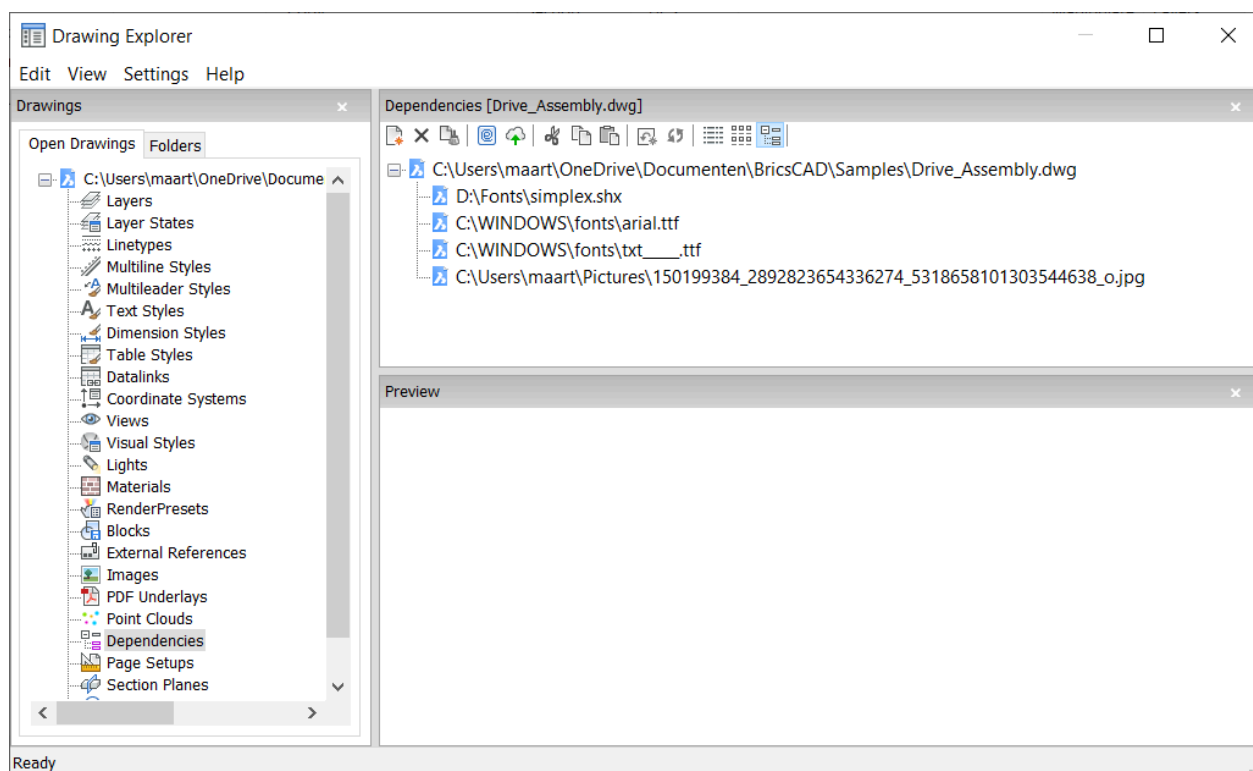 Drawing Explorer
Edit View Settings Help
Drawings
Open Drawings Folders
C:\Users\maart\OneDrive\Docume
Layers
Layer States
Linetypes
Multiline Styles
Multileader Styles
Text Styles
Dimension Styles
Table Styles
Datalinks
Coordinate Systems
Views
Visual Styles
Lights
Materials
RenderPresets
Blocks
External References
Images
PDF Underlays
Point Clouds
Dependencies
Page Setups
Section Planes
Dependencies [Drive_Assembly.dwg]
C:\Users\maart\OneDrive\Documenten\BricsCAD\Samples\Drive_Assembly.dwg
D:\Fonts\simplex.shx
C:\WINDOWS\fonts\arial.ttf
C:\WINDOWS\fonts\txt____.ttf
C:\Users\maart\Pictures\150199384_2892823654336274_5318658101303544638_o.jpg
Preview
Ready